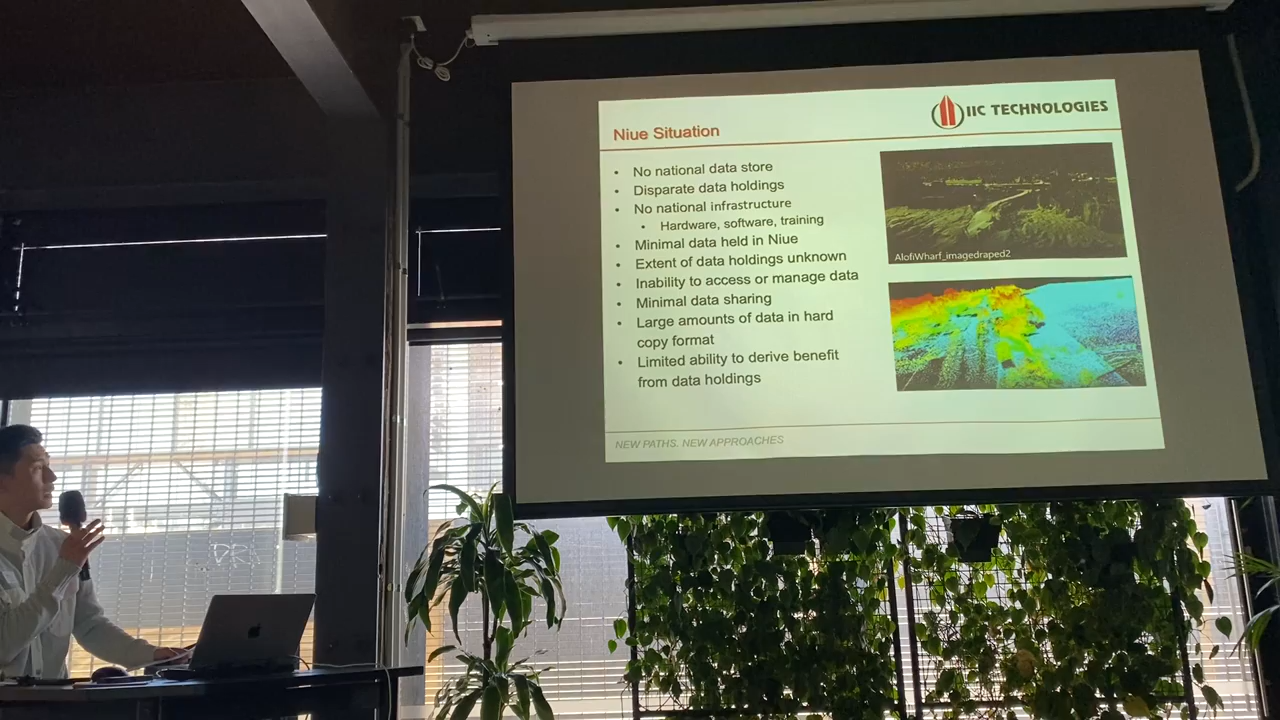 IIC TECHNOLOGIES
Niue Situation
• No national data store
• Disparate data holdings
• No national infrastructure
• Hardware, software, training
• Minimal data held in Niue
• Extent of data holdings unknown
• Inability to access or manage data
• Minimal data sharing
• Large amounts of data in hard
copy format
• Limited ability to derive benefit
from data holdings
AlofiWharf_imagedraped2
NEW PATHS. NEW APPROACHES